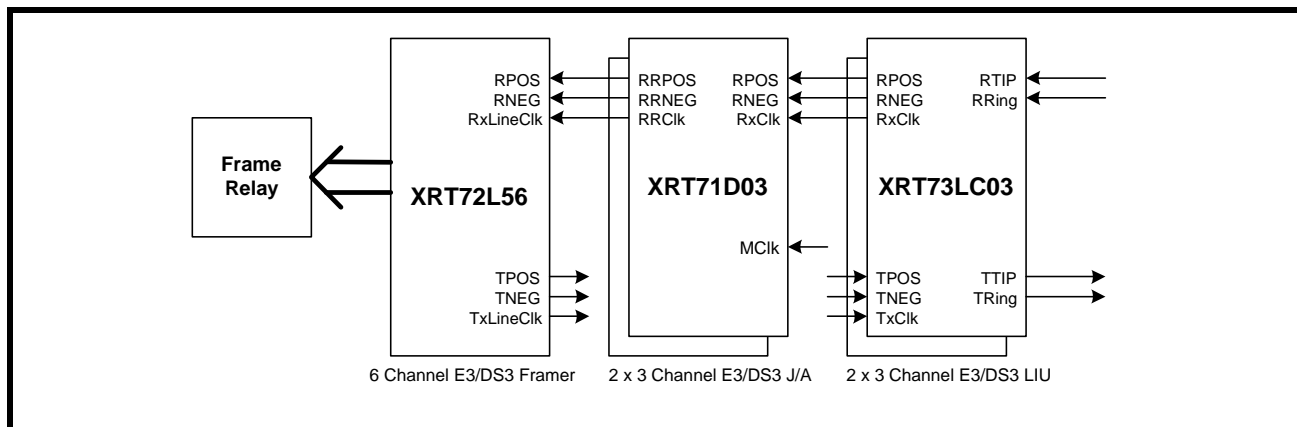 RPOS
RNEG
RxLineClk
RRPOS
RRNEG
RRClk
RPOS
RNEG
RxClk
RPOS
RNEG
RxClk
RTIP
RRing
Frame
Relay
XRT72L56
XRT71D03
XRT73LC03
MClk
TPOS
TNEG
TxLineClk
TPOS
TNEG
TxClk
TTIP
TRing
6 Channel E3/DS3 Framer
2 x 3 Channel E3/DS3 J/A
2 x 3 Channel E3/DS3 LIU